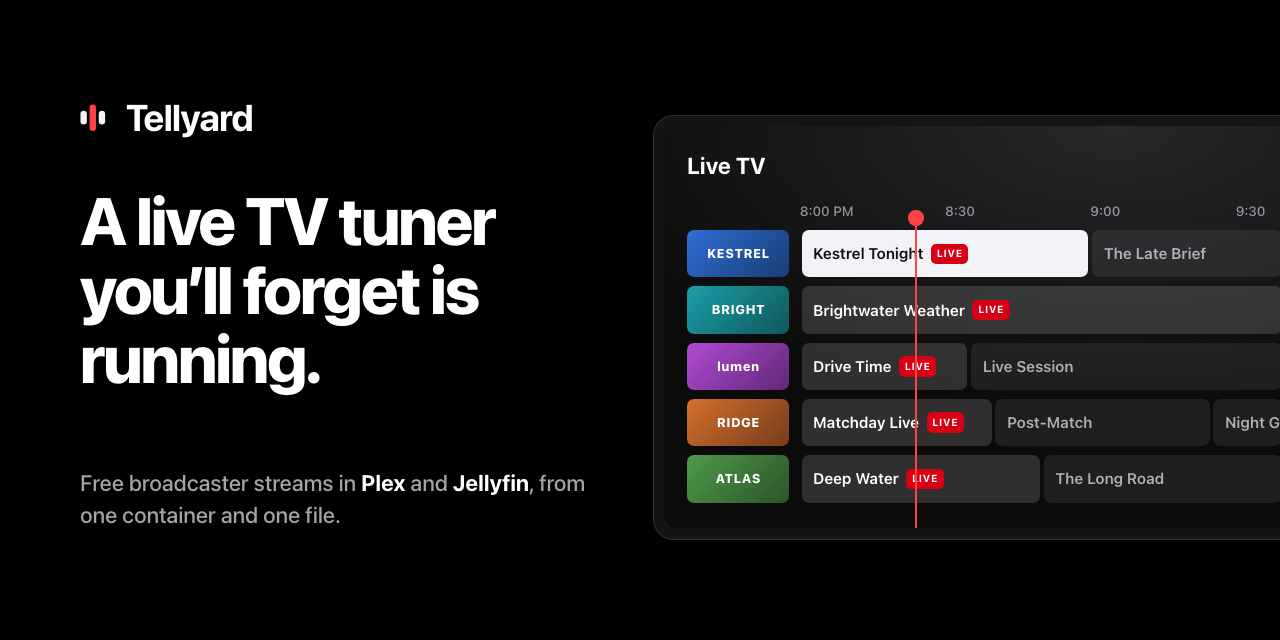 Tellyard
A live TV tuner
you’ll forget is
running.
Free broadcaster streams in Plex and Jellyfin, from
one container and one file.
Live TV
8:00 PM 8:30 9:00 9:30
KESTREL Kestrel Tonight LIVE The Late Brief
BRIGHT Brightwater Weather LIVE
lumen Drive Time LIVE Live Session
RIDGE Matchday Live LIVE Post-Match Night G
ATLAS Deep Water LIVE The Long Road